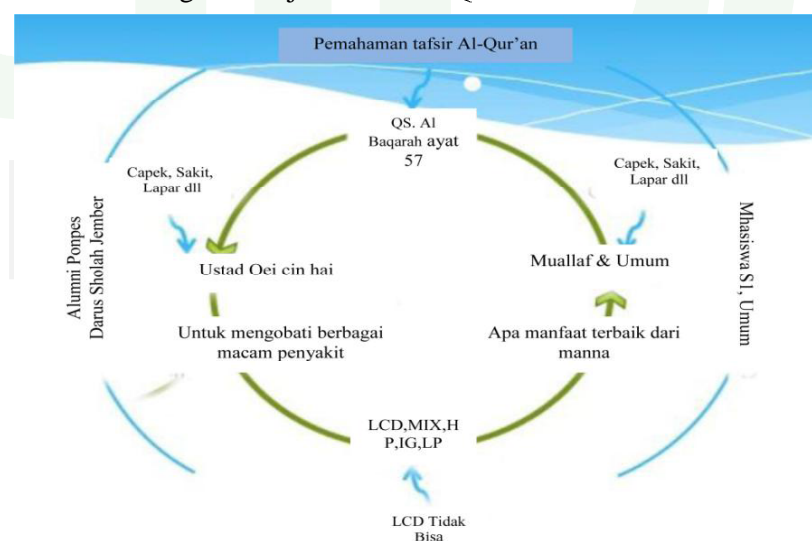 Pemahaman tafsir Al-Qur'an
QS. Al
Baqarah ayat
57
Capek, Sakit,
Lapar dll
Capek, Sakit,
Lapar dll
Alumni Ponpes
Darus Sholah Jember
Ustad Oei cin hai
Muallaf & Umum
Mhasiswa S1, Umum
Untuk mengobati berbagai
macam penyakit
Apa manfaat terbaik dari
manna
LCD,MIX,H
P,IG,LP
LCD Tidak
Bisa